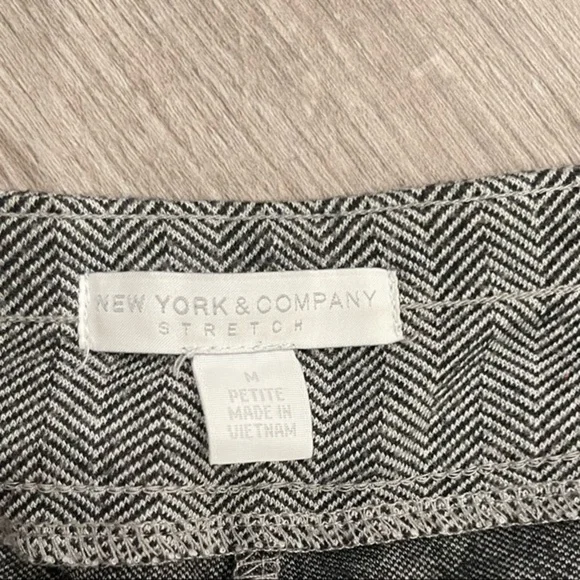 NEW YORK & COMPANY
STRETCH
M
PETITE
MADE IN
VIETNAM